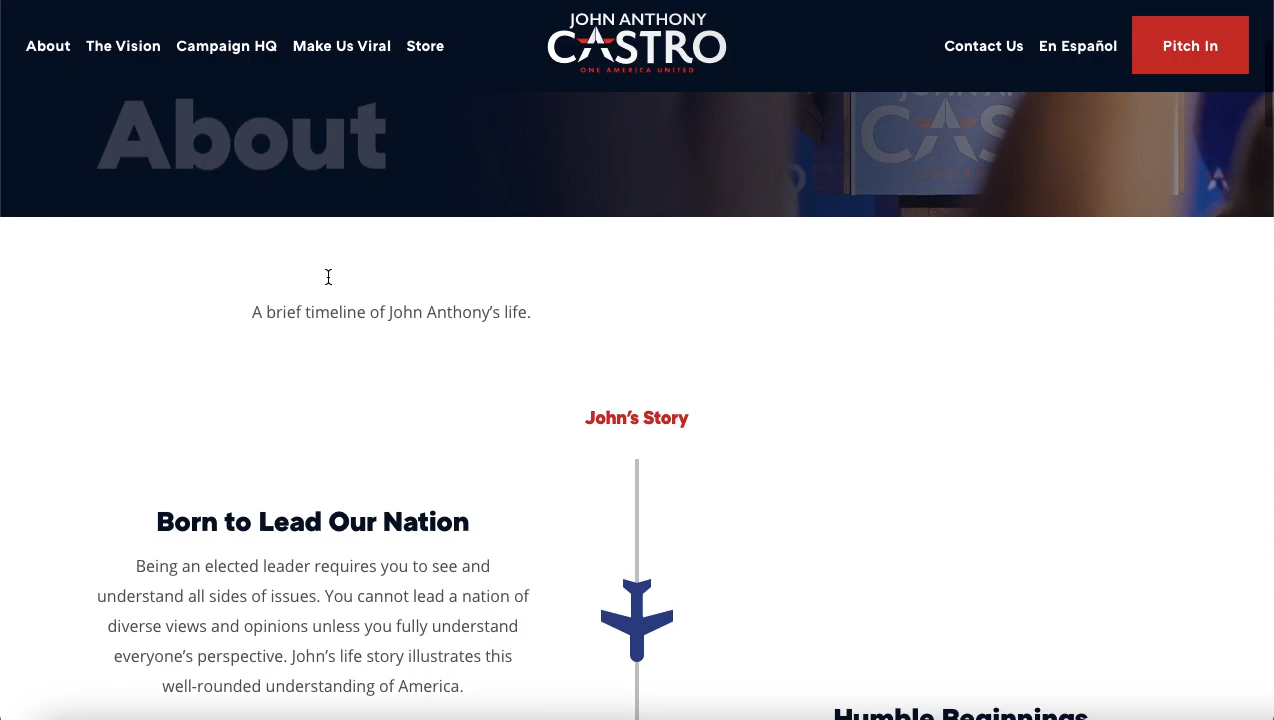 About The Vision Campaign HQ Make Us Viral Store
JOHN ANTHONY
CASTRO
ONE AMERICA UNITED
Contact Us En Español Pitch In
About
A brief timeline of John Anthony’s life.
John’s Story
Born to Lead Our Nation
Being an elected leader requires you to see and
understand all sides of issues. You cannot lead a nation of
diverse views and opinions unless you fully understand
everyone’s perspective. John’s life story illustrates this
well-rounded understanding of America.
Humble Beginnings